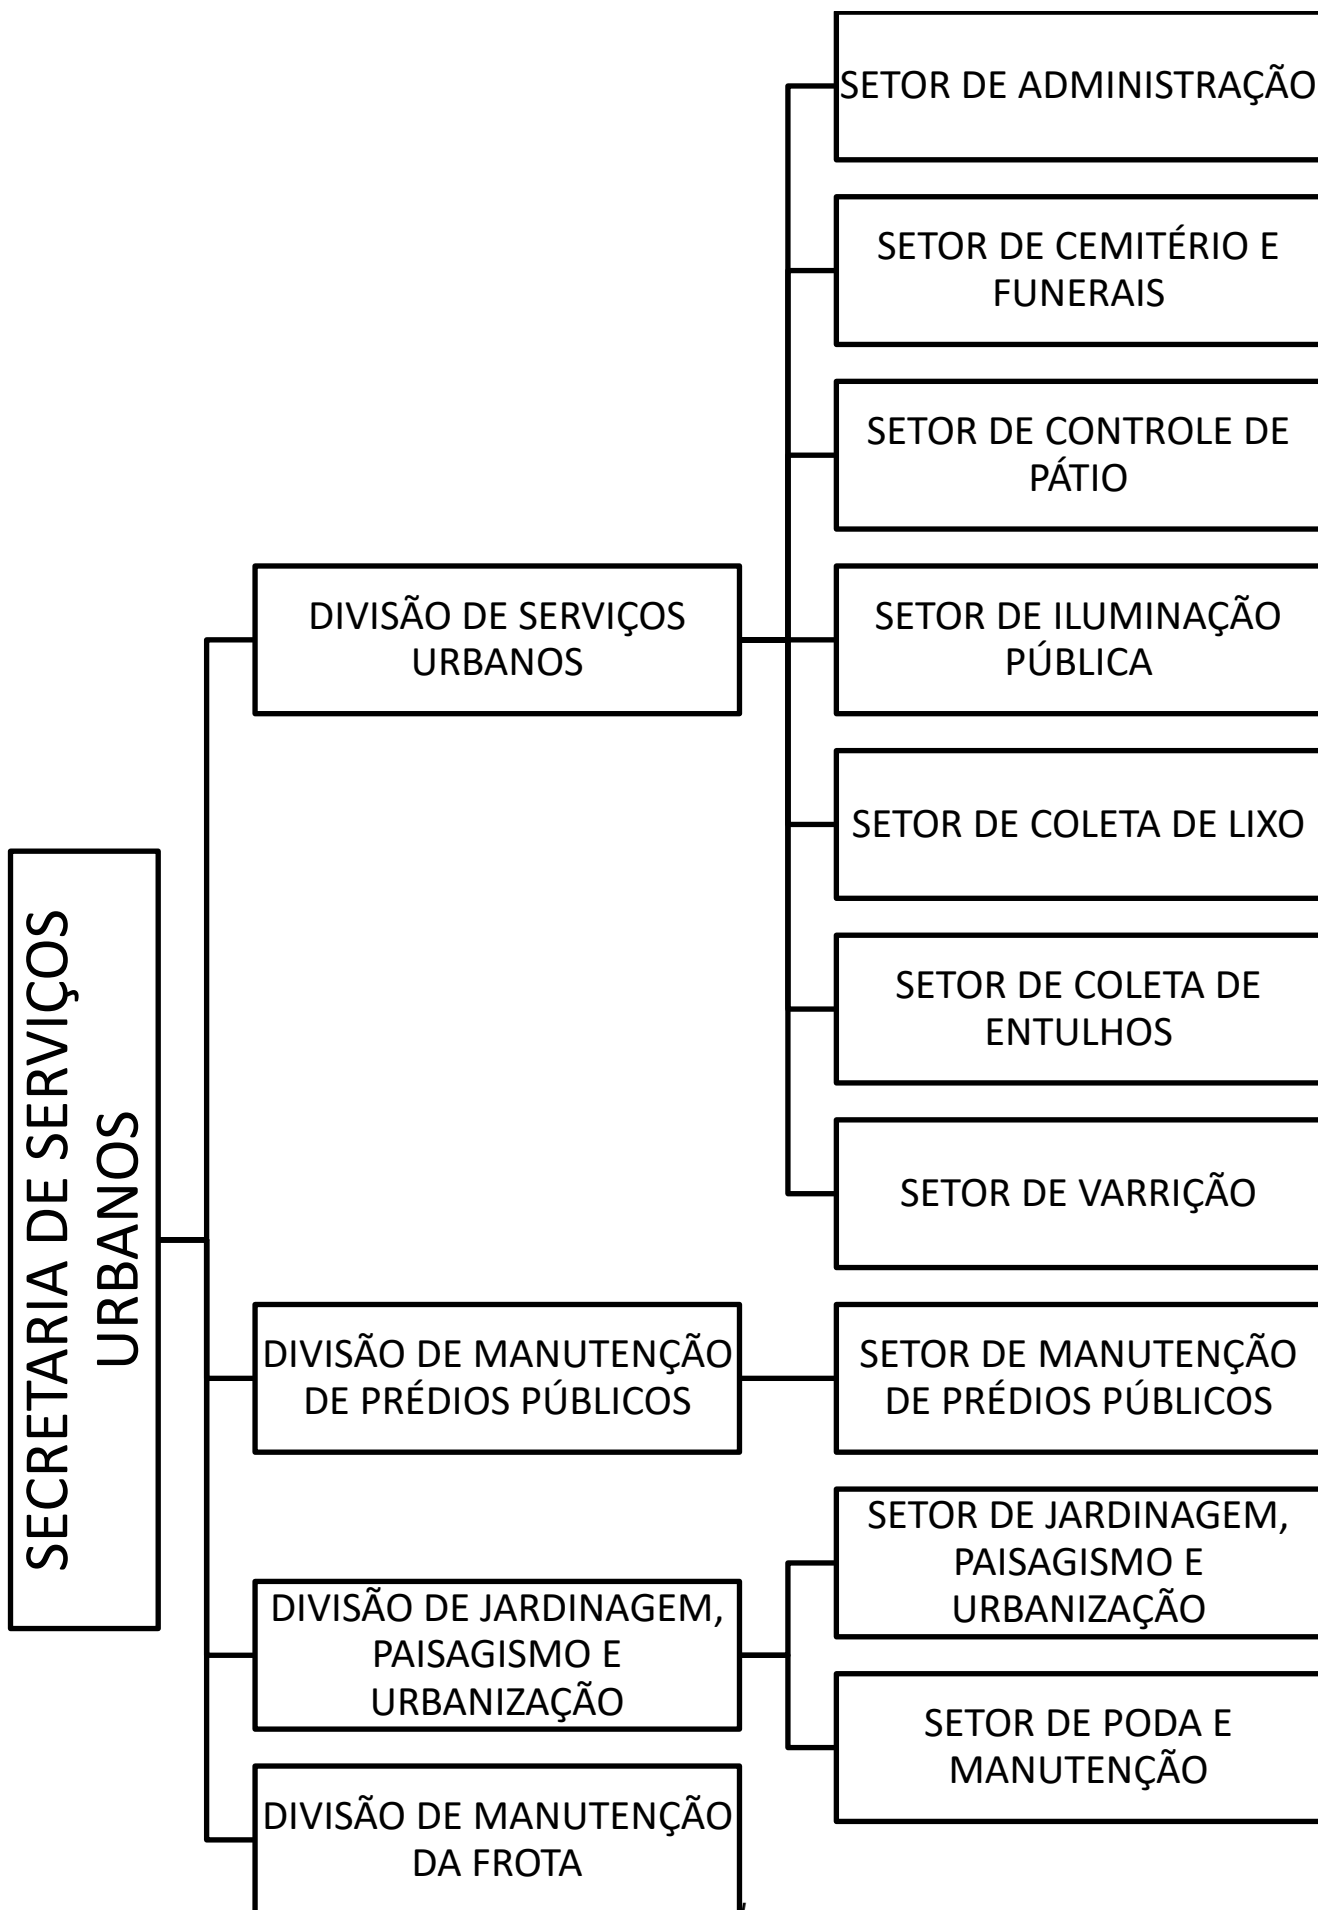 SECRETARIA DE SERVIÇOS
URBANOS
DIVISÃO DE SERVIÇOS
URBANOS
SETOR DE ADMINISTRAÇÃO
SETOR DE CEMITÉRIO E
FUNERAIS
SETOR DE CONTROLE DE
PÁTIO
SETOR DE ILUMINAÇÃO
PÚBLICA
SETOR DE COLETA DE LIXO
SETOR DE COLETA DE
ENTULHOS
SETOR DE VARRIÇÃO
DIVISÃO DE MANUTENÇÃO
DE PRÉDIOS PÚBLICOS
SETOR DE MANUTENÇÃO
DE PRÉDIOS PÚBLICOS
DIVISÃO DE JARDINAGEM,
PAISAGISMO E
URBANIZAÇÃO
SETOR DE JARDINAGEM,
PAISAGISMO E
URBANIZAÇÃO
SETOR DE PODA E
MANUTENÇÃO
DIVISÃO DE MANUTENÇÃO
DA FROTA